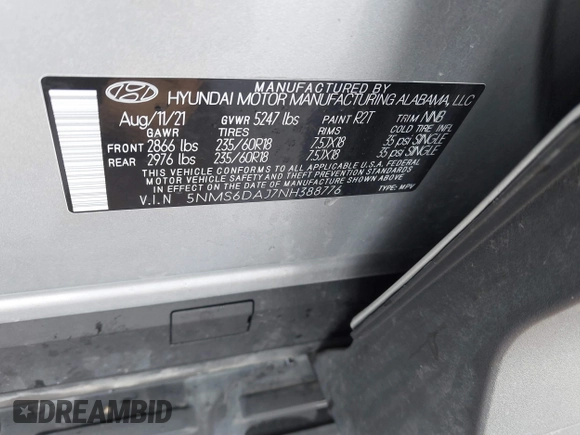 MANUFACTURED BY
HYUNDAI MOTOR MANUFACTURING ALABAMA, LLC
Aug/11/21 GVWR 5247 lbs PAINT R2T TRIM NNB
GAWR TIRES RIMS COLD TIRE INFL
FRONT 2866 lbs 235/60R18 7.5JX18 35 psi SINGLE
REAR 2976 lbs 235/60R18 7.5JX18 35 psi SINGLE
THIS VEHICLE CONFORMS TO ALL APPLICABLE U.S.A. FEDERAL
MOTOR VEHICLE SAFETY AND THEFT PREVENTION STANDARDS
IN EFFECT ON THE DATE OF MANUFACTURE SHOWN ABOVE.
V.I.N 5NMS6DAJ7NH388776 TYPE: MPV
DREAMBID